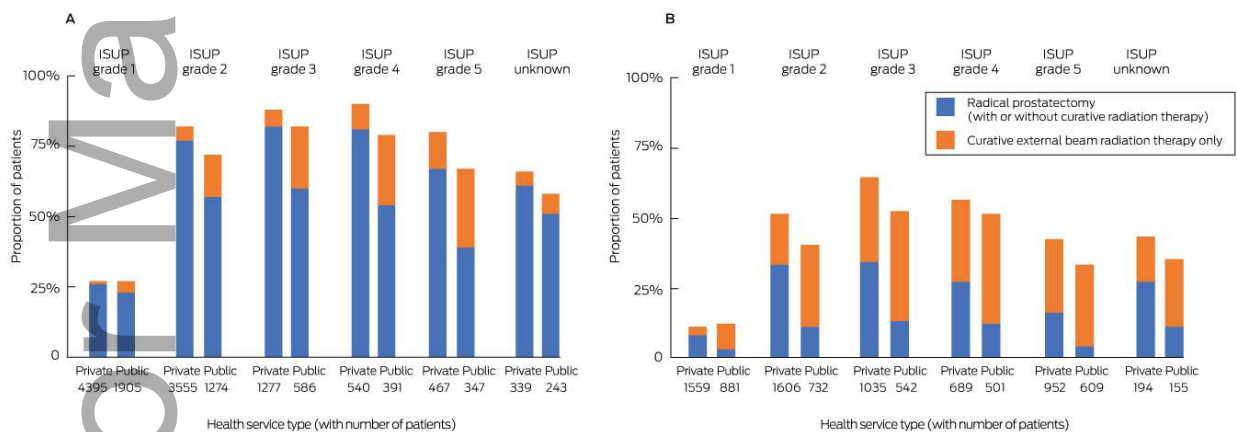 A
ISUP grade 1
ISUP grade 2
ISUP grade 3
ISUP grade 4
ISUP grade 5
ISUP unknown
100%
75%
50%
25%
0
Proportion of patients
Private Public
4395 1905
Private Public
3555 1274
Private Public
1277 586
Private Public
540 391
Private Public
467 347
Private Public
339 243
Health service type (with number of patients)
B
ISUP grade 1
ISUP grade 2
ISUP grade 3
ISUP grade 4
ISUP grade 5
ISUP unknown
100%
75%
50%
25%
0
Proportion of patients
Radical prostatectomy
(with or without curative radiation therapy)
Curative external beam radiation therapy only
Private Public
1559 881
Private Public
1606 732
Private Public
1035 542
Private Public
689 501
Private Public
952 609
Private Public
194 155
Health service type (with number of patients)
r Ma